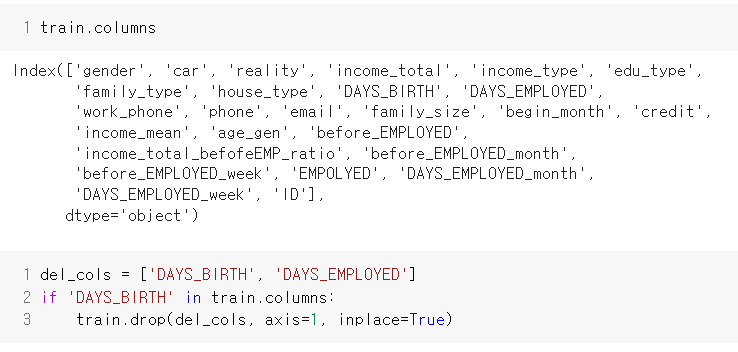 1 train.columns
Index(['gender', 'car', 'reality', 'income_total', 'income_type', 'edu_type',
'family_type', 'house_type', 'DAYS_BIRTH', 'DAYS_EMPLOYED',
'work_phone', 'phone', 'email', 'family_size', 'begin_month', 'credit',
'income_mean', 'age_gen', 'before_EMPLOYED',
'income_total_befofeEMP_ratio', 'before_EMPLOYED_month',
'before_EMPLOYED_week', 'EMPOLYED', 'DAYS_EMPLOYED_month',
'DAYS_EMPLOYED_week', 'ID'],
dtype='object')
1 del_cols = ['DAYS_BIRTH', 'DAYS_EMPLOYED']
2 if 'DAYS_BIRTH' in train.columns:
3 train.drop(del_cols, axis=1, inplace=True)